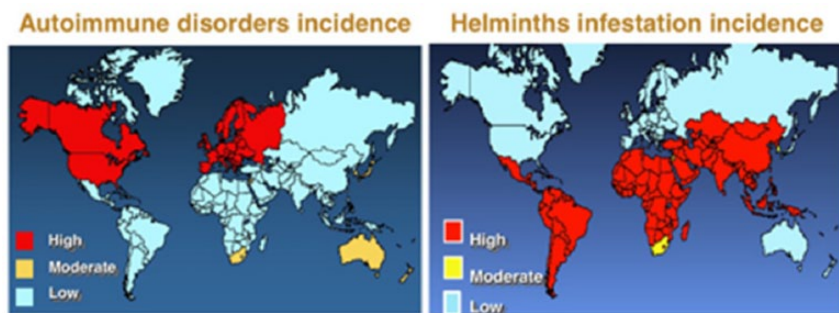 Autoimmune disorders incidence
High
Moderate
Low
Helminths infestation incidence
High
Moderate
Low